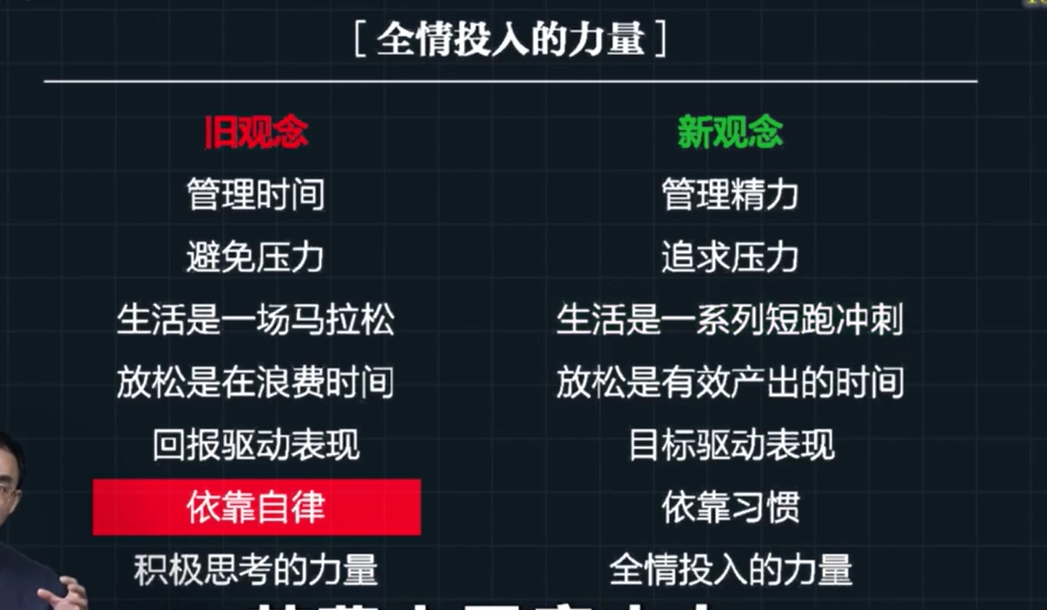 [全情投入的力量]
旧观念 新观念
管理时间 管理精力
避免压力 追求压力
生活是一场马拉松 生活是一系列短跑冲刺
放松是在浪费时间 放松是有效产出的时间
回报驱动表现 目标驱动表现
依靠自律 依靠习惯
积极思考的力量 全情投入的力量